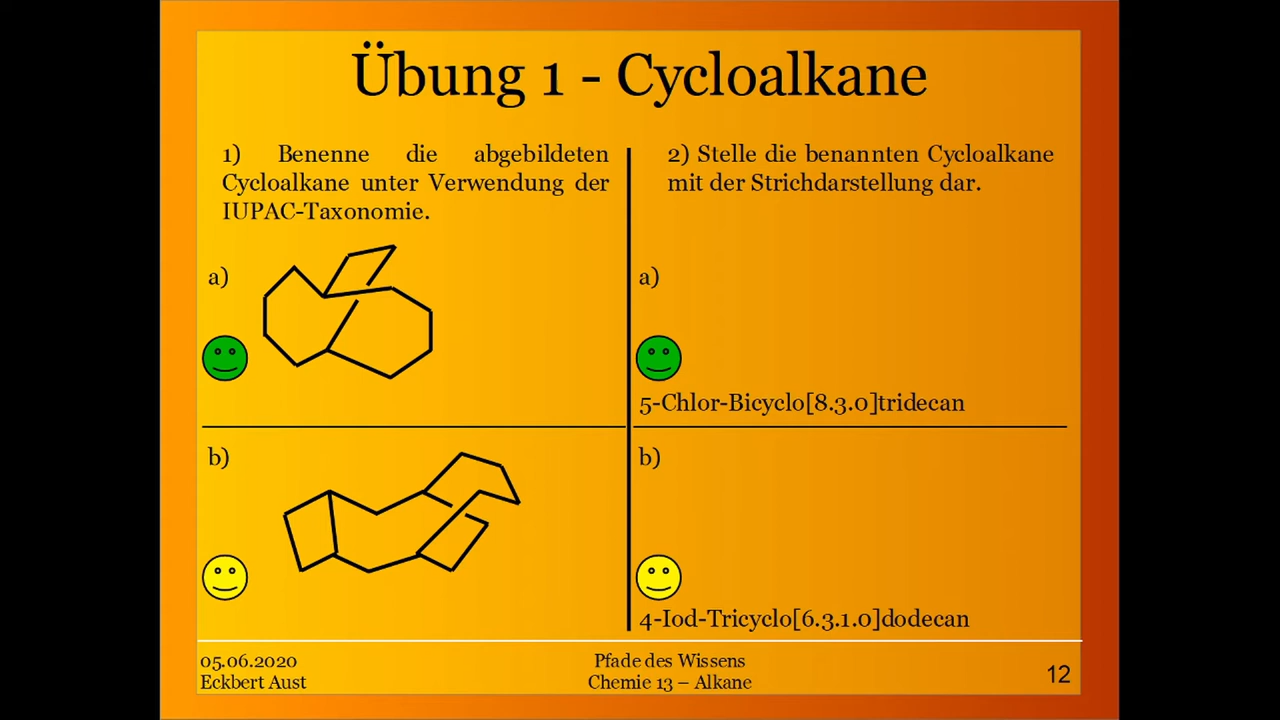 Übung 1 - Cycloalkane
1) Benenne die abgebildeten
Cycloalkane unter Verwendung der
IUPAC-Taxonomie.
a)
b)
2) Stelle die benannten Cycloalkane
mit der Strichdarstellung dar.
a)
5-Chlor-Bicyclo[8.3.0]tridecan
b)
4-Iod-Tricyclo[6.3.1.0]dodecan
05.06.2020
Eckbert Aust
Pfade des Wissens
Chemie 13 – Alkane
12